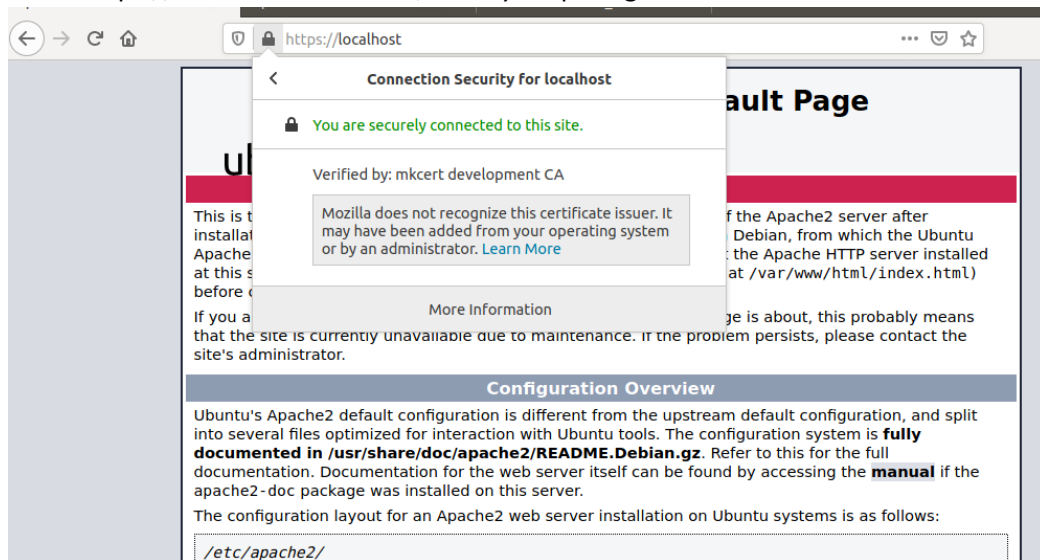 https://localhost
Connection Security for localhost
ault Page
You are securely connected to this site.
Verified by: mkcert development CA
Mozilla does not recognize this certificate issuer. It
may have been added from your operating system
or by an administrator. Learn More
More Information
This is t f the Apache2 server after
installat Debian, from which the Ubuntu
Apache the Apache HTTP server installed
at this s at /var/www/html/index.html)
before
If you a ge is about, this probably means
that the site is currently unavailable due to maintenance. If the problem persists, please contact the
site's administrator.
Configuration Overview
Ubuntu's Apache2 default configuration is different from the upstream default configuration, and split
into several files optimized for interaction with Ubuntu tools. The configuration system is fully
documented in /usr/share/doc/apache2/README.Debian.gz. Refer to this for the full
documentation. Documentation for the web server itself can be found by accessing the manual if the
apache2-doc package was installed on this server.
The configuration layout for an Apache2 web server installation on Ubuntu systems is as follows:
/etc/apache2/